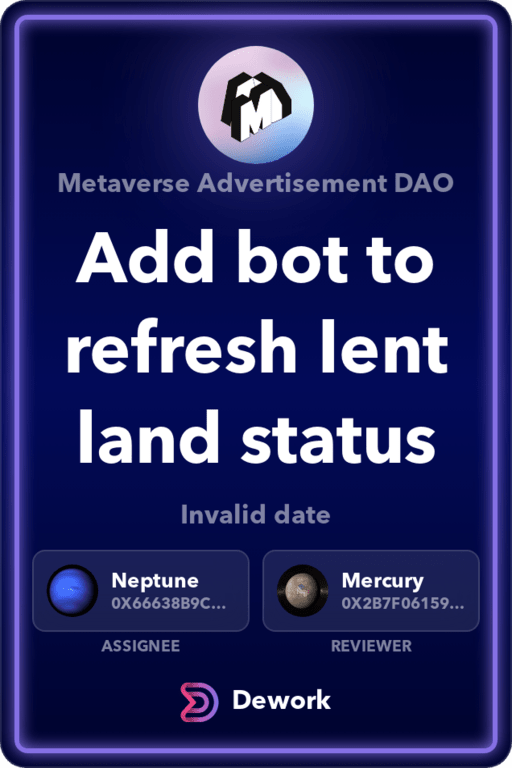 Metaverse Advertisement DAO
Add bot to
refresh lent
land status
Invalid date
Neptune
0X66638B9C...
Mercury
0X2B7F06159...
ASSIGNEE
REVIEWER
Dework